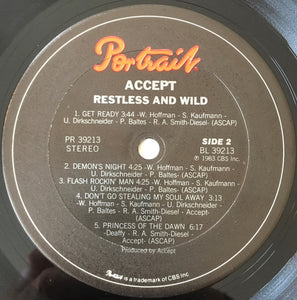 Portrait
ACCEPT
RESTLESS AND WILD
1. GET READY 3:44 -W. Hoffman - S. Kaufmann -
U. Dirkschneider - P. Baltes - R. A. Smith-Diesel - (ASCAP)
PR 39213
STEREO
SIDE 2
BL 39213
℗ 1983 CBS Inc.
2. DEMON'S NIGHT 4:25 -W. Hoffman - S. Kaufmann -
U. Dirkschneider - P. Baltes- (ASCAP)
3. FLASH ROCKIN' MAN 4:25 -W. Hoffman - S. Kaufmann -
U. Dirkschneider - P. Baltes - R. A. Smith-Diesel- (ASCAP)
4. DON'T GO STEALING MY SOUL AWAY 3:13
-W. Hoffman - S. Kaufmann - U. Dirkschneider -
P. Baltes - R. A. Smith-Diesel - Accept-
(ASCAP)
5. PRINCESS OF THE DAWN 6:17
-Deaffy - R. A. Smith-Diesel -
Accept- (ASCAP)
Produced by Accept
Portrait is a trademark of CBS Inc